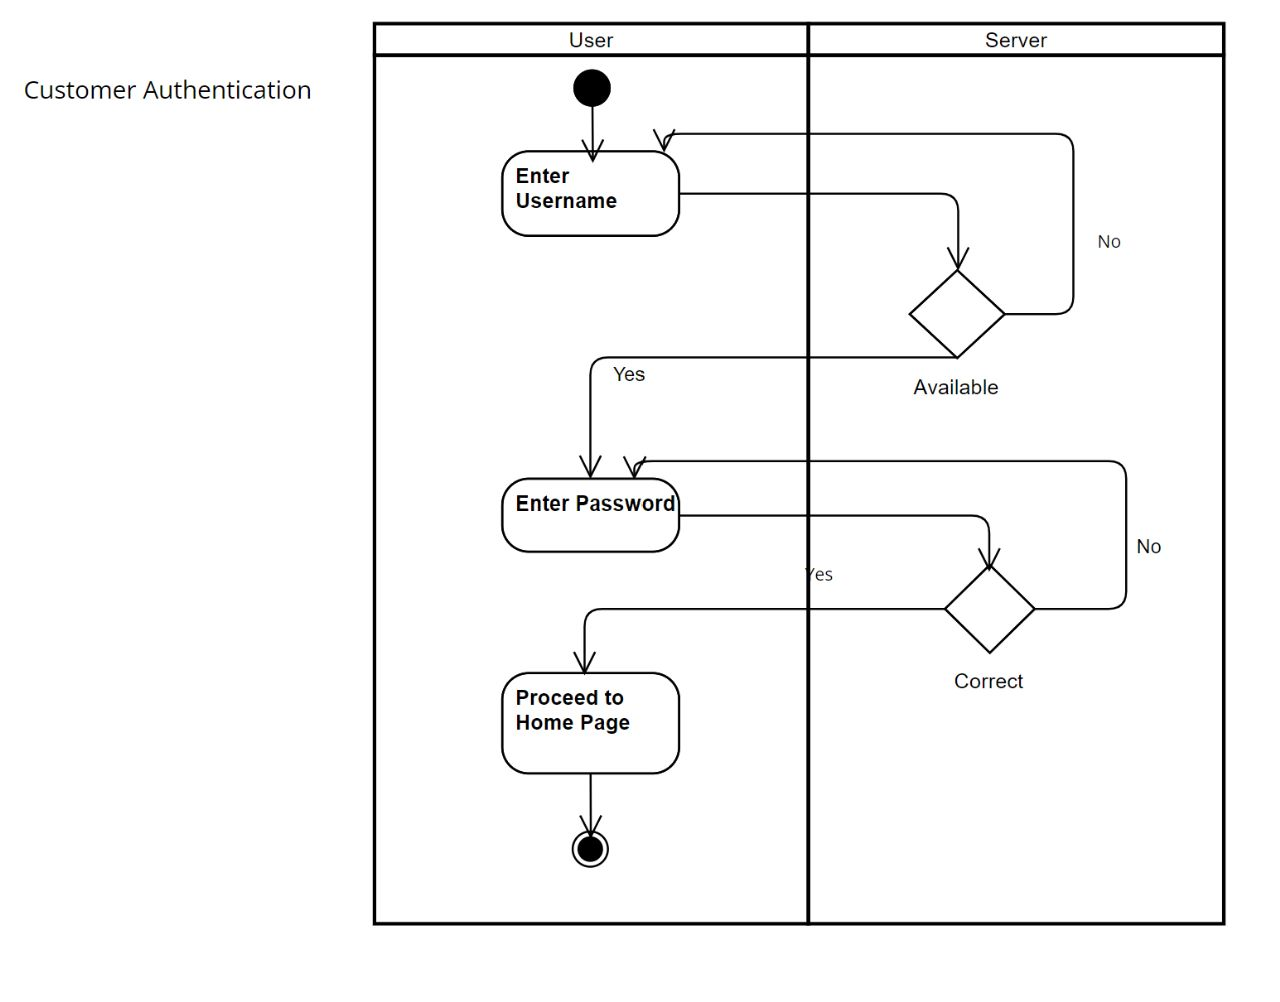 User
Server
Customer Authentication
Enter
Username
No
Yes
Available
Enter Password
No
Yes
Correct
Proceed to
Home Page